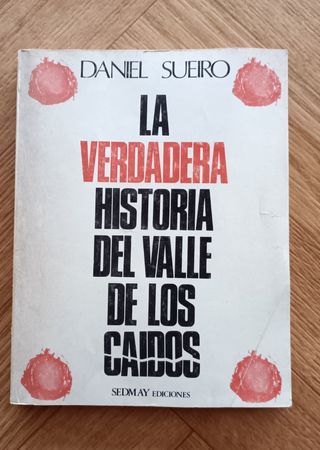 DANIEL SUEIRO
LA
VERDADERA
HISTORIA
DEL VALLE
DE LOS
CAIDOS
SEDMAY EDICIONES